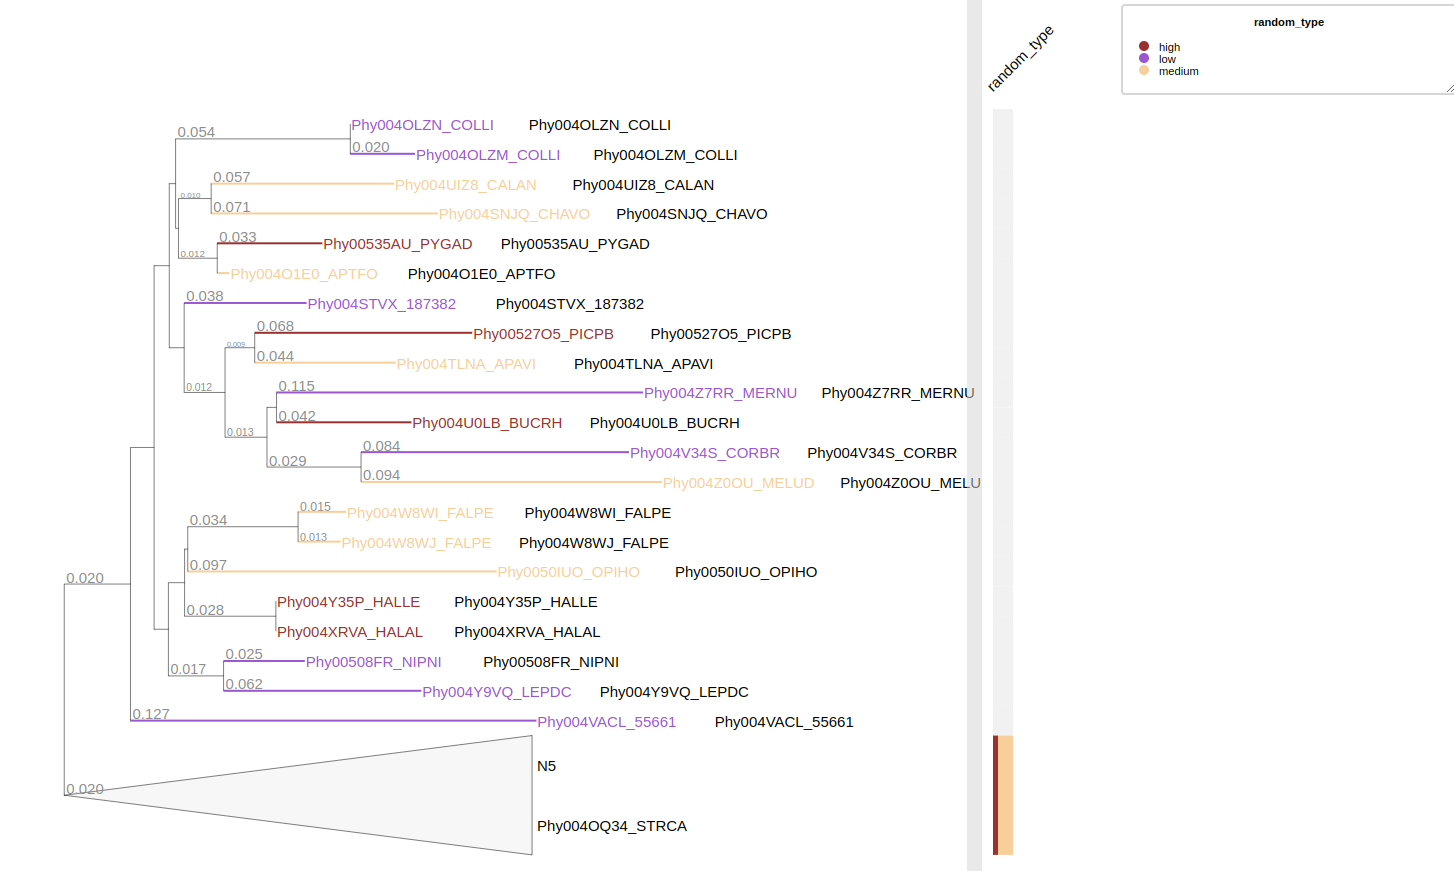 random_type
random_type
high
low
medium
0.054
Phy004OLZN_COLLI Phy004OLZN_COLLI
0.020 Phy004OLZM_COLLI Phy004OLZM_COLLI
0.057 Phy004UIZ8_CALAN Phy004UIZ8_CALAN
0.010
0.071 Phy004SNJQ_CHAVO Phy004SNJQ_CHAVO
0.033 Phy00535AU_PYGAD Phy00535AU_PYGAD
0.012
Phy004O1E0_APTFO Phy004O1E0_APTFO
0.038 Phy004STVX_187382 Phy004STVX_187382
0.068 Phy00527O5_PICPB Phy00527O5_PICPB
0.009
0.044 Phy004TLNA_APAVI Phy004TLNA_APAVI
0.012
0.115 Phy004Z7RR_MERNU Phy004Z7RR_MERNU
0.042 Phy004U0LB_BUCRH Phy004U0LB_BUCRH
0.013
0.084 Phy004V34S_CORBR Phy004V34S_CORBR
0.029
0.094 Phy004Z0OU_MELUD Phy004Z0OU_MELU
0.015 Phy004W8WI_FALPE Phy004W8WI_FALPE
0.034
0.013 Phy004W8WJ_FALPE Phy004W8WJ_FALPE
0.097 Phy0050IUO_OPIHO Phy0050IUO_OPIHO
0.020
Phy004Y35P_HALLE Phy004Y35P_HALLE
0.028
Phy004XRVA_HALAL Phy004XRVA_HALAL
0.025 Phy00508FR_NIPNI Phy00508FR_NIPNI
0.017
0.062 Phy004Y9VQ_LEPDC Phy004Y9VQ_LEPDC
0.127 Phy004VACL_55661 Phy004VACL_55661
N5
0.020
Phy004OQ34_STRCA